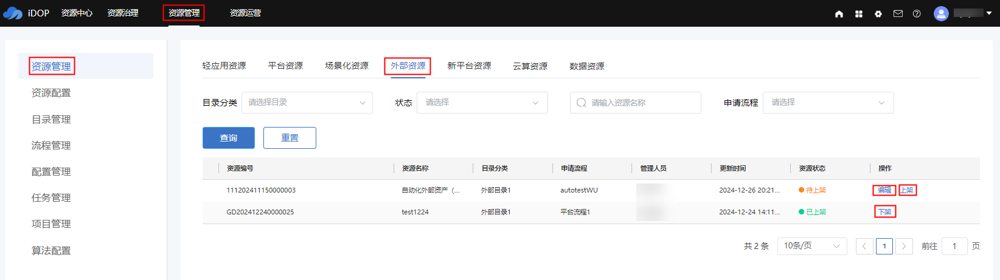 iDOP 资源中心 资源治理 资源管理 资源运营
资源管理
资源配置
目录管理
流程管理
配置管理
任务管理
项目管理
算法配置
轻应用资源 平台资源 场景化资源 外部资源 新平台资源 云算资源 数据资源
目录分类 请选择目录 状态 请选择 请输入资源名称 申请流程 请选择
查询 重置
资源编号 资源名称 目录分类 申请流程 管理人员 更新时间 资源状态 操作
111202411150000003 自动化外部资产（... 外部目录1 autotestWU 2024-12-26 20:21... 待上架 编辑 上架
GD202412240000025 test1224 外部目录1 平台流程1 2024-12-24 14:11... 已上架 下架
共 2 条 10条/页 1 前往 1 页